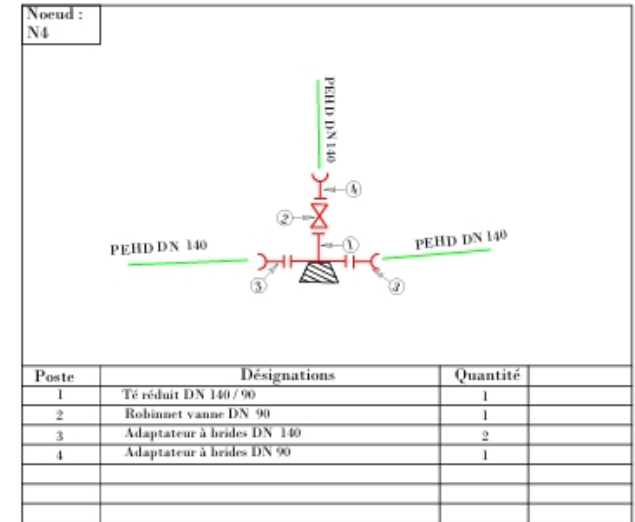 Noeud :
N4
PEHD DN 140
4
2
1
PEHD DN 140
PEHD DN 140
3
3
Poste Désignations Quantité
1 Té réduit DN 140 / 90 1
2 Robinnet vanne DN 90 1
3 Adaptateur à brides DN 140 2
4 Adaptateur à brides DN 90 1